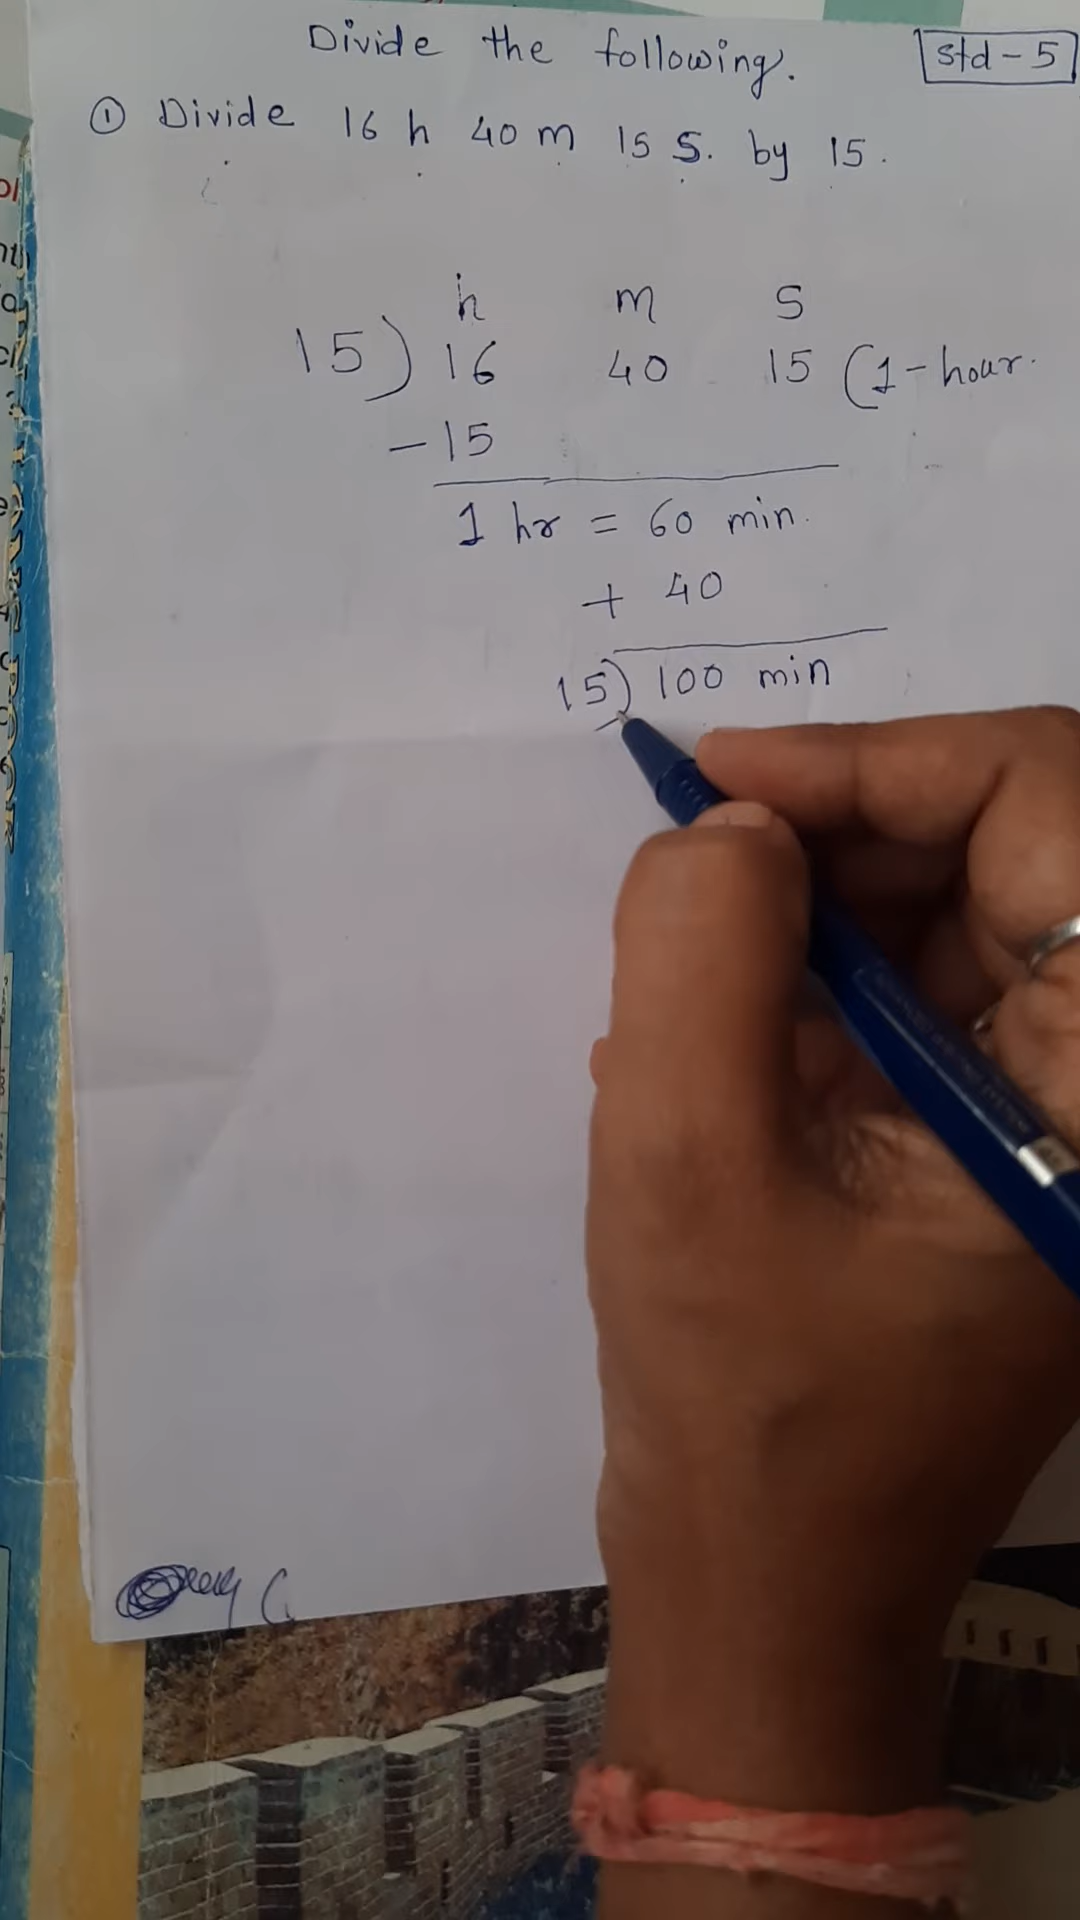 Divide the following.
std - 5
① Divide 16 h 40 m 15 s. by 15.
h m s
15) 16 40 15 (1 - hour.
- 15
1 hr = 60 min.
+ 40
15) 100 min